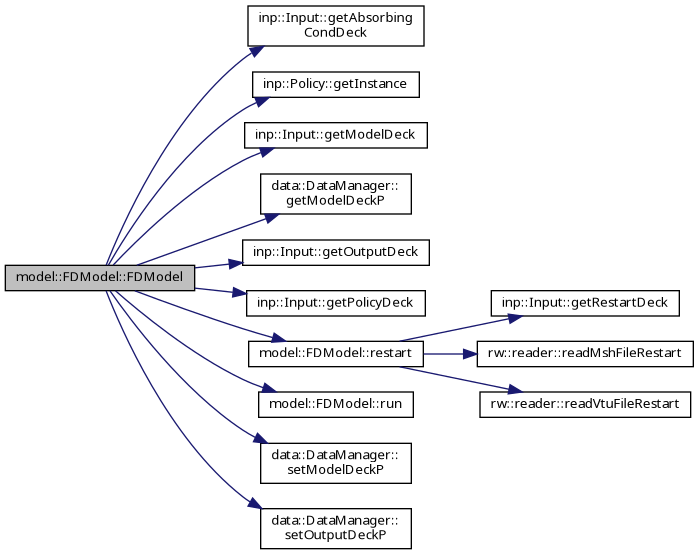 inp::Input::getAbsorbing
CondDeck
inp::Policy::getInstance
inp::Input::getModelDeck
data::DataManager::
getModelDeckP
inp::Input::getOutputDeck
model::FDModel::FDModel
inp::Input::getPolicyDeck
inp::Input::getRestartDeck
model::FDModel::restart
rw::reader::readMshFileRestart
model::FDModel::run
rw::reader::readVtuFileRestart
data::DataManager::
setModelDeckP
data::DataManager::
setOutputDeckP